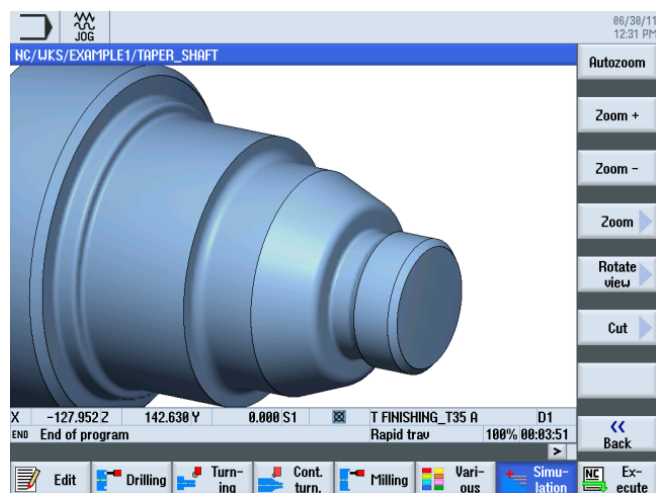 JOG
06/30/11
12:31 PM
NC/WKS/EXAMPLE1/TAPER_SHAFT
Autozoom
Zoom +
Zoom -
Zoom
Rotate
view
Cut
X -127.952 Z 142.630 Y 0.000 S1 T FINISHING_T35 A D1
END End of program Rapid trav 100% 00:03:51
<<
Back
>
Edit
Drilling
Turn-
ing
Cont.
turn.
Milling
Vari-
ous
Simu-
lation
NC
Ex-
ecute